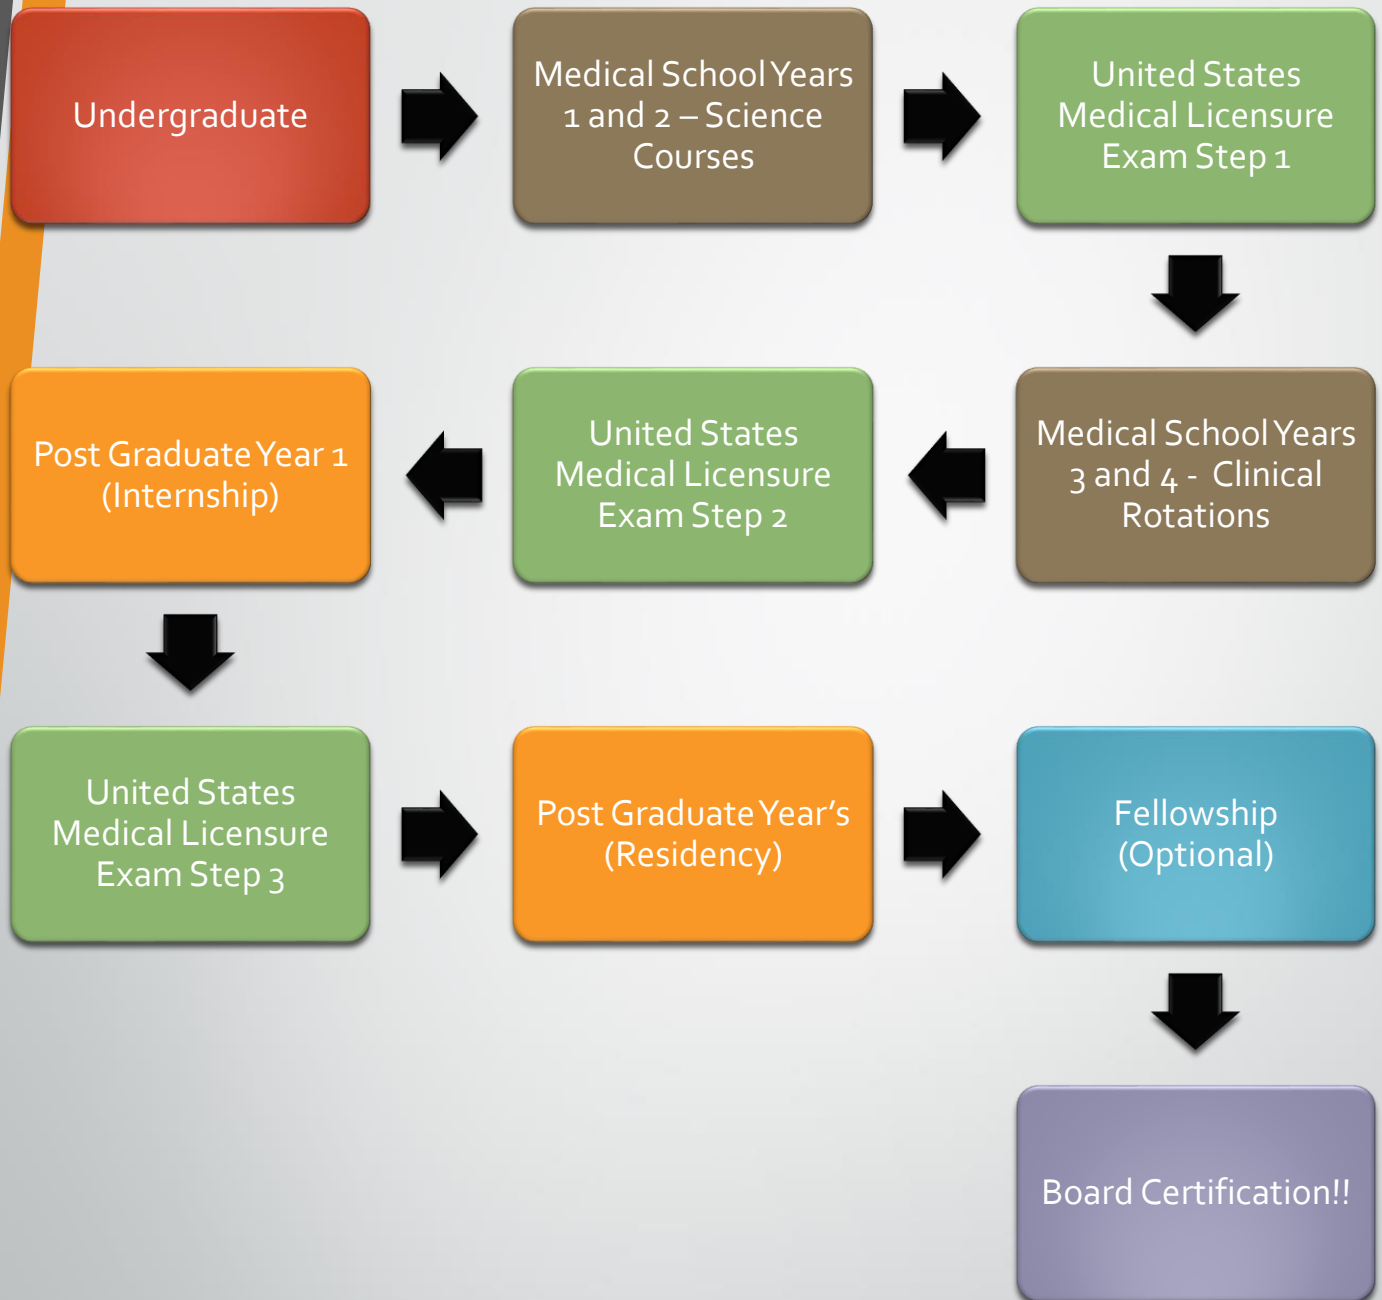 Undergraduate
Medical School Years
1 and 2 – Science
Courses
United States
Medical Licensure
Exam Step 1
Medical School Years
3 and 4 - Clinical
Rotations
United States
Medical Licensure
Exam Step 2
Post Graduate Year 1
(Internship)
United States
Medical Licensure
Exam Step 3
Post Graduate Year’s
(Residency)
Fellowship
(Optional)
Board Certification!!